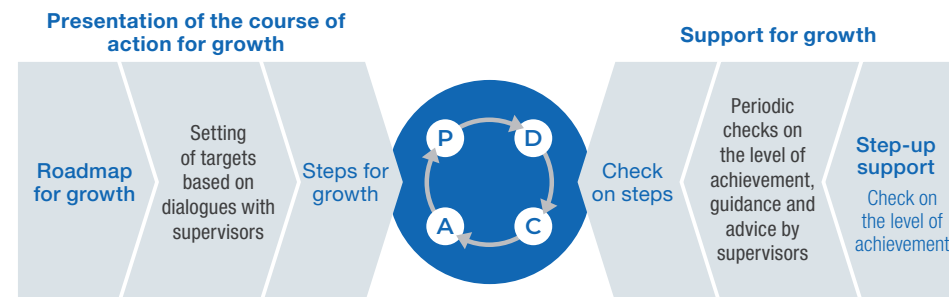 Presentation of the course of
action for growth
Support for growth
Roadmap
for growth
Setting
of targets
based on
dialogues with
supervisors
Steps for
growth
P
D
A
C
Check
on steps
Periodic
checks on
the level of
achievement,
guidance and
advice by
supervisors
Step-up
support
Check on
the level of
achievement